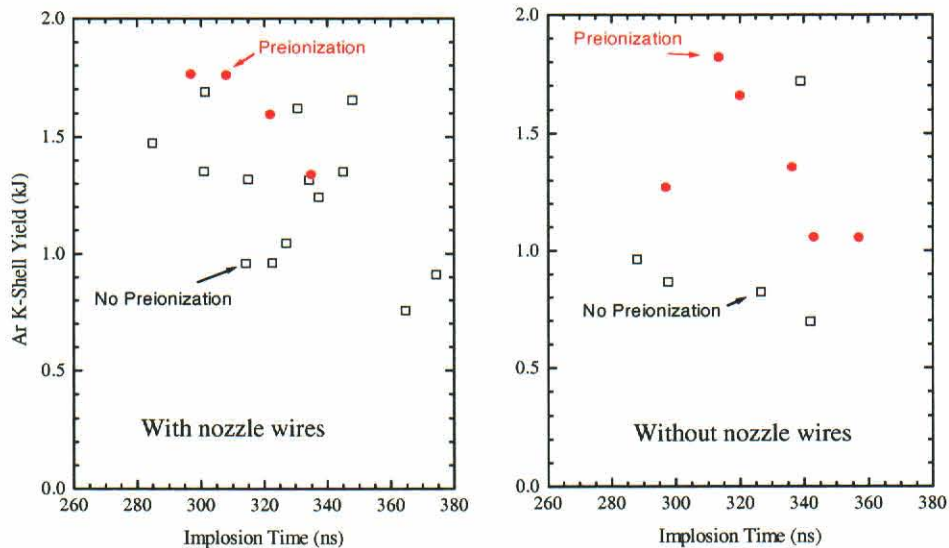 2.0
1.5
1.0
0.5
0.0
Ar K-Shell Yield (kJ)
Preionization
No Preionization
With nozzle wires
260 280 300 320 340 360 380
Implosion Time (ns)
2.0
1.5
1.0
0.5
0.0
Preionization
No Preionization
Without nozzle wires
260 280 300 320 340 360 380
Implosion Time (ns)